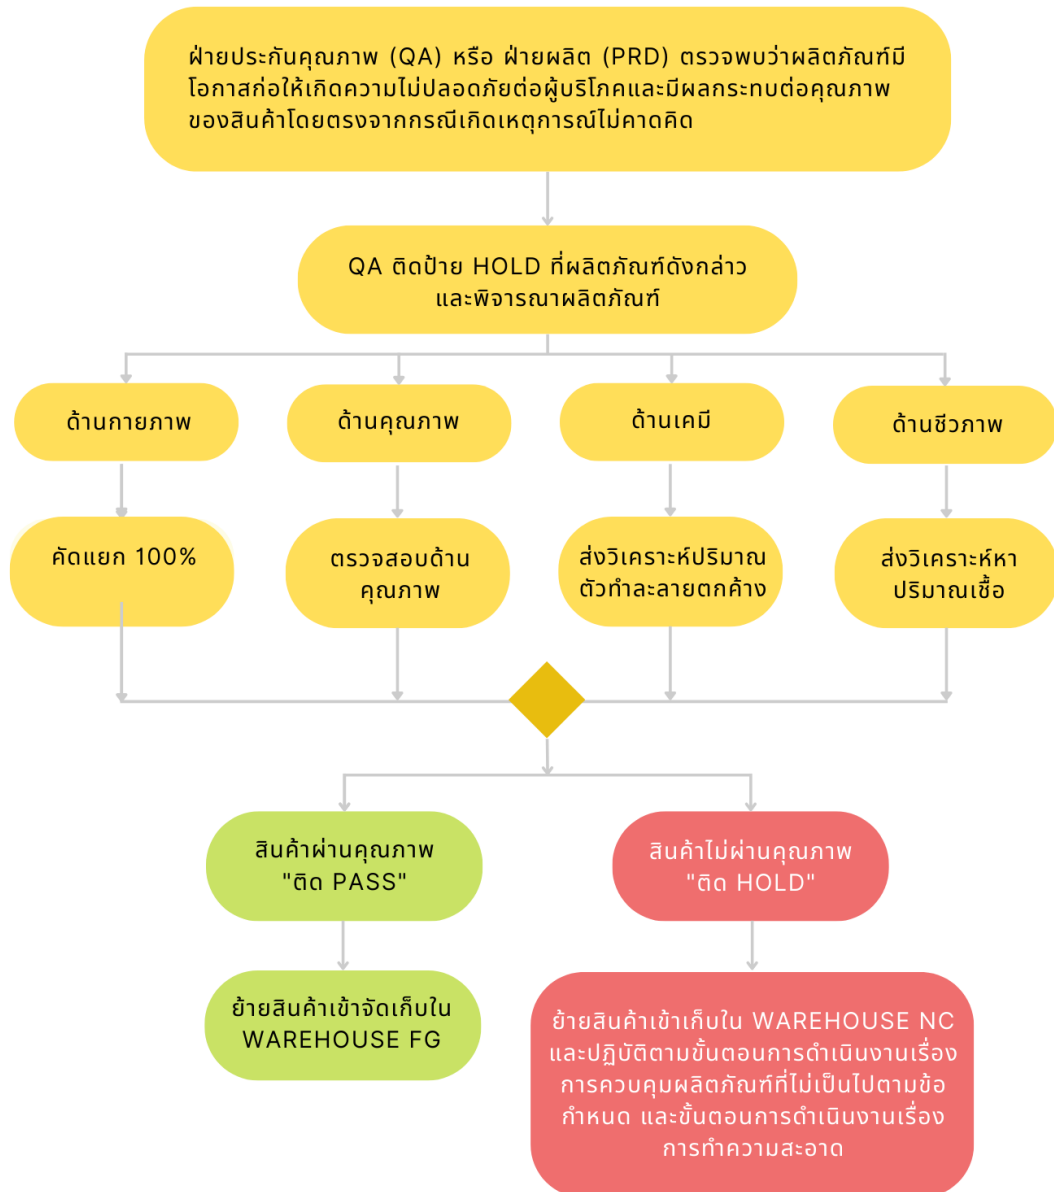 ฝ่ายประกันคุณภาพ (QA) หรือ ฝ่ายผลิต (PRD) ตรวจพบว่าผลิตภัณฑ์มี
โอกาสก่อให้เกิดความไม่ปลอดภัยต่อผู้บริโภคและมีผลกระทบต่อคุณภาพ
ของสินค้าโดยตรงจากกรณีเกิดเหตุการณ์ไม่คาดคิด
QA ติดป้าย HOLD ที่ผลิตภัณฑ์ดังกล่าว
และพิจารณาผลิตภัณฑ์
ด้านกายภาพ
ด้านคุณภาพ
ด้านเคมี
ด้านชีวภาพ
คัดแยก 100%
ตรวจสอบด้าน
คุณภาพ
ส่งวิเคราะห์ปริมาณ
ตัวทำละลายตกค้าง
ส่งวิเคราะห์หา
ปริมาณเชื้อ
สินค้าผ่านคุณภาพ
"ติด PASS"
สินค้าไม่ผ่านคุณภาพ
"ติด HOLD"
ย้ายสินค้าเข้าจัดเก็บใน
WAREHOUSE FG
ย้ายสินค้าเข้าเก็บใน WAREHOUSE NC
และปฏิบัติตามขั้นตอนการดำเนินงานเรื่อง
การควบคุมผลิตภัณฑ์ที่ไม่เป็นไปตามข้อ
กำหนด และขั้นตอนการดำเนินงานเรื่อง
การทำความสะอาด